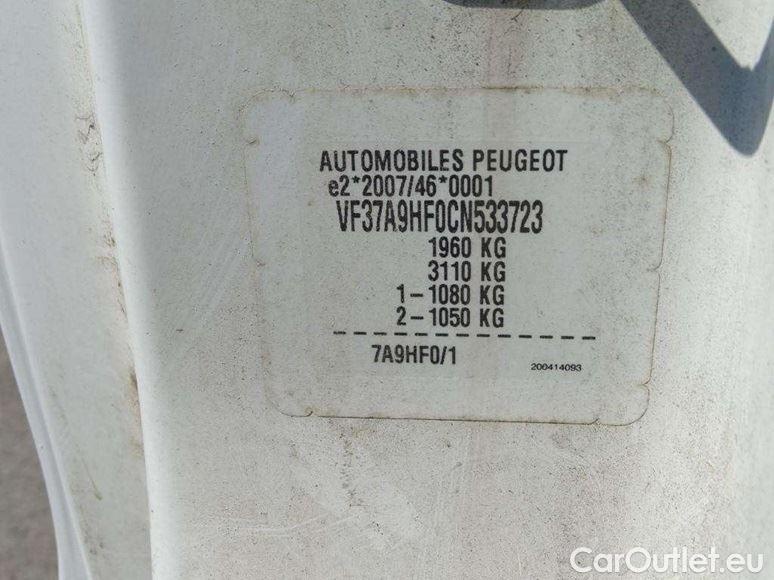 AUTOMOBILES PEUGEOT
e2*2007/46*0001
VF37A9HF0CN533723
1960 KG
3110 KG
1-1080 KG
2-1050 KG
7A9HF0/1
200414093
CarOutlet.eu